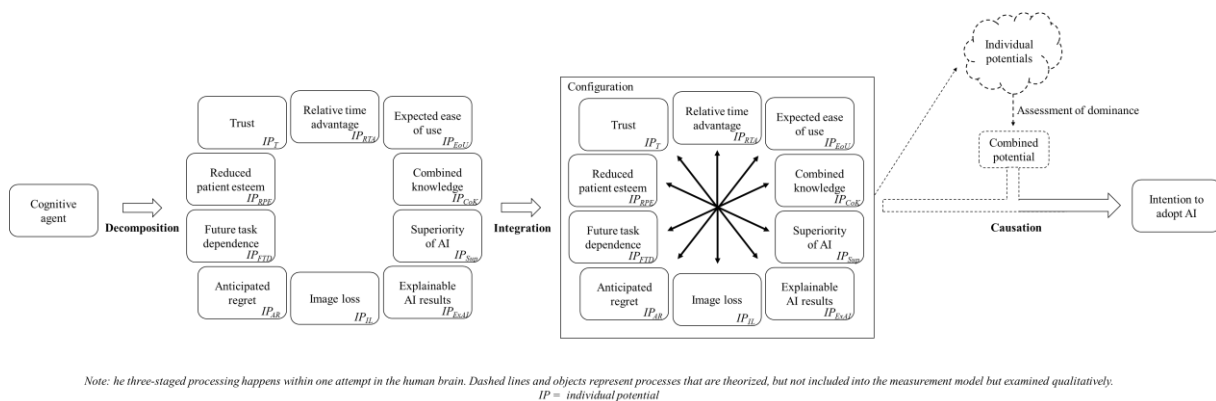 Cognitive
agent
Decomposition
Trust
IP_T
Relative time
advantage
IP_RTA
Expected ease
of use
IP_EoU
Reduced
patient esteem
IP_RPE
Combined
knowledge
IP_CoK
Future task
dependence
IP_FTD
Superiority
of AI
IP_Sup
Anticipated
regret
IP_AR
Image loss
IP_IL
Explainable
AI results
IP_ExAI
Integration
Configuration
Trust
IP_T
Relative time
advantage
IP_RTA
Expected ease
of use
IP_EoU
Reduced
patient esteem
IP_RPE
Combined
knowledge
IP_CoK
Future task
dependence
IP_FTD
Superiority
of AI
IP_Sup
Anticipated
regret
IP_AR
Image loss
IP_IL
Explainable
AI results
IP_ExAI
Individual
potentials
Assessment of dominance
Combined
potential
Causation
Intention to
adopt AI
Note: he three-staged processing happens within one attempt in the human brain. Dashed lines and objects represent processes that are theorized, but not included into the measurement model but examined qualitatively.
IP = individual potential